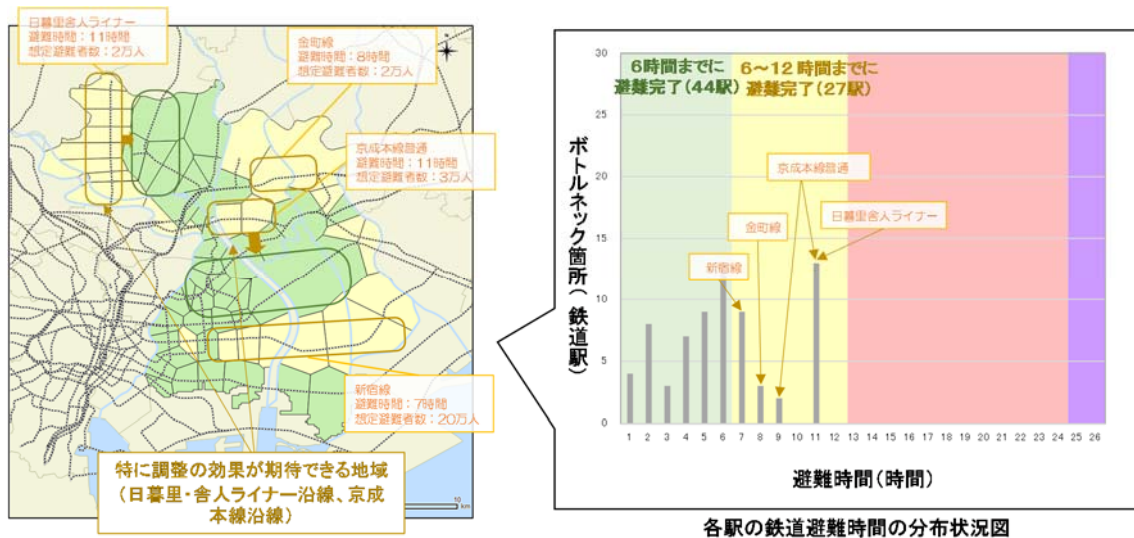 日暮里舎人ライナー
避難時間：11時間
想定避難者数：2万人
金町線
避難時間：8時間
想定避難者数：2万人
京成本線普通
避難時間：11時間
想定避難者数：3万人
新宿線
避難時間：7時間
想定避難者数：20万人
特に調整の効果が期待できる地域
（日暮里・舎人ライナー沿線、京成
本線沿線）
10
km
6時間までに
避難完了（44駅）
6～12時間までに
避難完了（27駅）
ボトルネック箇所（鉄道駅）
30
25
20
15
10
5
0
京成本線普通
日暮里舎人ライナー
金町線
新宿線
1 2 3 4 5 6 7 8 9 10 11 12 13 14 15 16 17 18 19 20 21 22 23 24 25 26
避難時間（時間）
各駅の鉄道避難時間の分布状況図